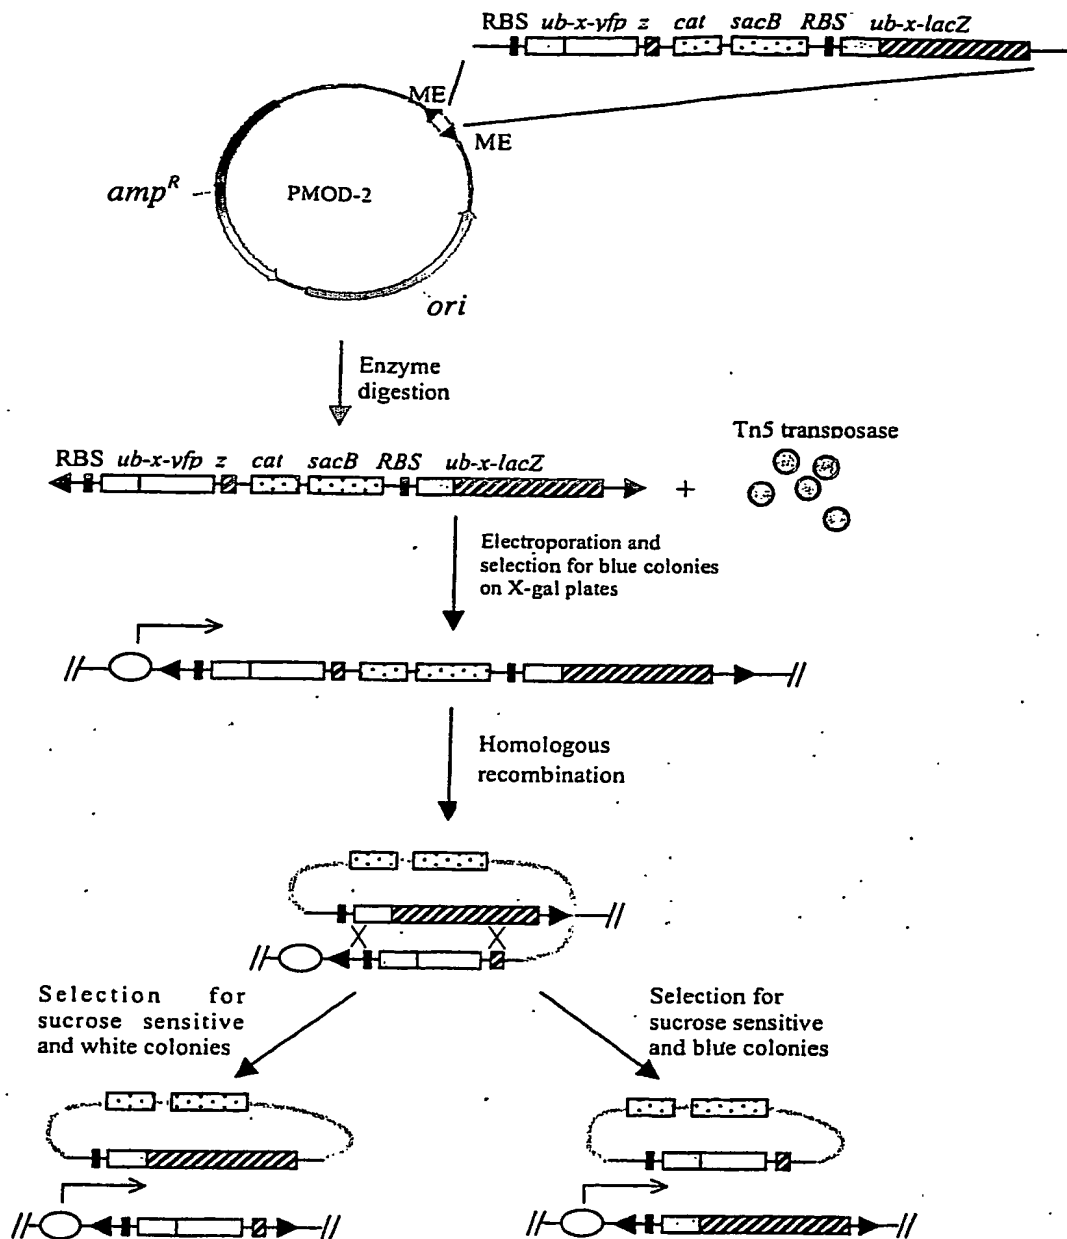 RBS ub-x-yfp z cat sacB RBS ub-x-lacZ
ME
ME
amp^R
PMOD-2
ori
Enzyme
digestion
Tn5 transposase
RBS ub-x-yfp z cat sacB RBS ub-x-lacZ
+
Electroporation and
selection for blue colonies
on X-gal plates
Homologous
recombination
Selection for
sucrose sensitive
and white colonies
Selection for
sucrose sensitive
and blue colonies